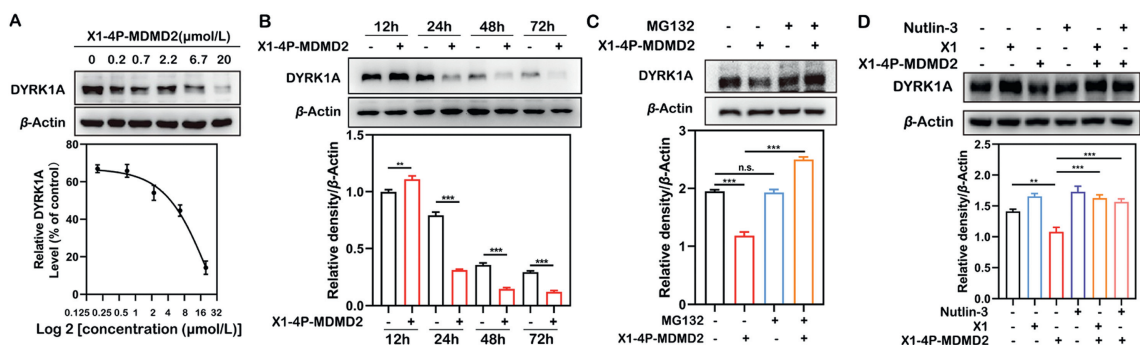 A
X1-4P-MDMD2(μmol/L)
0 0.2 0.7 2.2 6.7 20
DYRK1A
β-Actin
Relative DYRK1A
Level (% of control)
80
60
40
20
0
0.125 0.25 0.5 1 2 4 8 16 32
Log 2 [concentration (μmol/L)]
B
12h 24h 48h 72h
X1-4P-MDMD2 - + - + - + - +
DYRK1A
β-Actin
Relative density/β-Actin
1.5
1.0
0.5
0.0
** *** *** ***
X1-4P-MDMD2 - + - + - + - +
12h 24h 48h 72h
C
MG132 - - + +
X1-4P-MDMD2 - + - +
DYRK1A
β-Actin
Relative density/β-Actin
3
2
1
0
***
n.s.
***
MG132 - - + +
X1-4P-MDMD2 - + - +
D
Nutlin-3 - - - + - +
X1 - + - - + -
X1-4P-MDMD2 - - + - + +
DYRK1A
β-Actin
Relative density/β-Actin
2.5
2.0
1.5
1.0
0.5
0.0
***
***
**
Nutlin-3 - - - + - +
X1 - + - - + -
X1-4P-MDMD2 - - + - + +